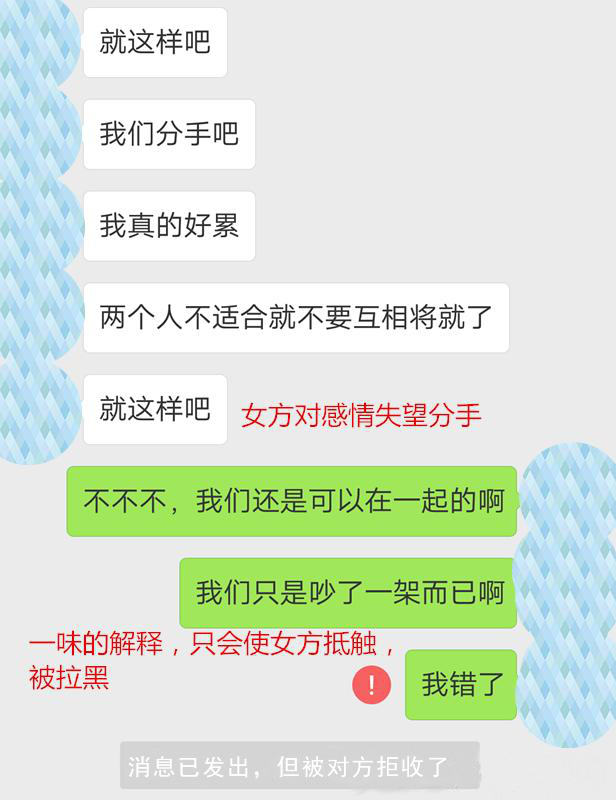 就这样吧
我们分手吧
我真的好累
两个人不适合就不要互相将就了
就这样吧
女方对感情失望分手
不不不，我们还是可以在一起的啊
我们只是吵了一架而已啊
一味的解释，只会使女方抵触，
被拉黑
!
我错了
消息已发出，但被对方拒收了